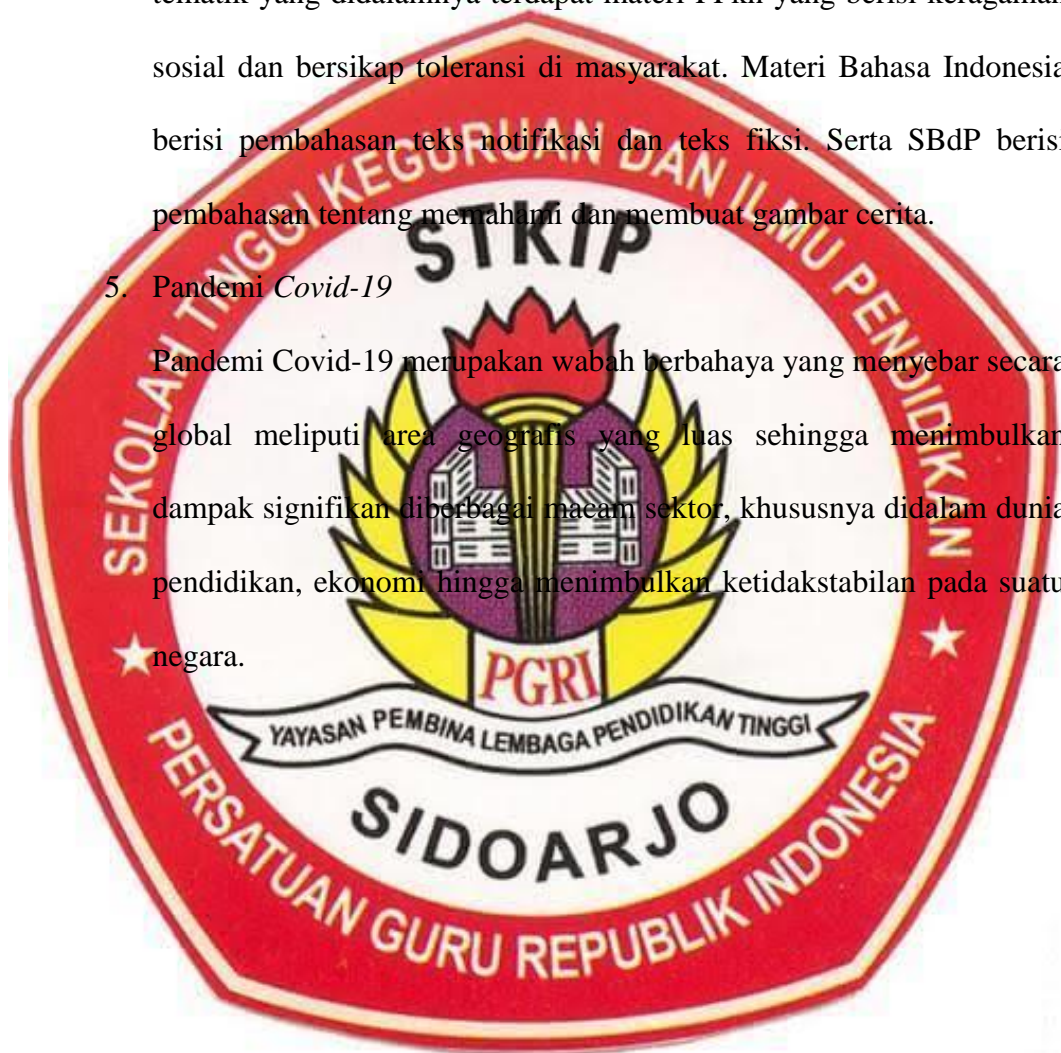 tematik yang didalamnya terdapat materi PPkn yang berisi keragaman
sosial dan bersikap toleransi di masyarakat. Materi Bahasa Indonesia
berisi pembahasan teks notifikasi dan teks fiksi. Serta SBdP berisi
pembahasan tentang memahami dan membuat gambar cerita.
5. Pandemi Covid-19
Pandemi Covid-19 merupakan wabah berbahaya yang menyebar secara
global meliputi area geografis yang luas sehingga menimbulkan
dampak signifikan diberbagai macam sektor, khususnya didalam dunia
pendidikan, ekonomi hingga menimbulkan ketidakstabilan pada suatu
negara.
SEKOLAH TINGGI KEGURUAN DAN ILMU PENDIDIKAN
STKIP
PGRI
YAYASAN PEMBINA LEMBAGA PENDIDIKAN TINGGI
SIDOARJO
PERSATUAN GURU REPUBLIK INDONESIA